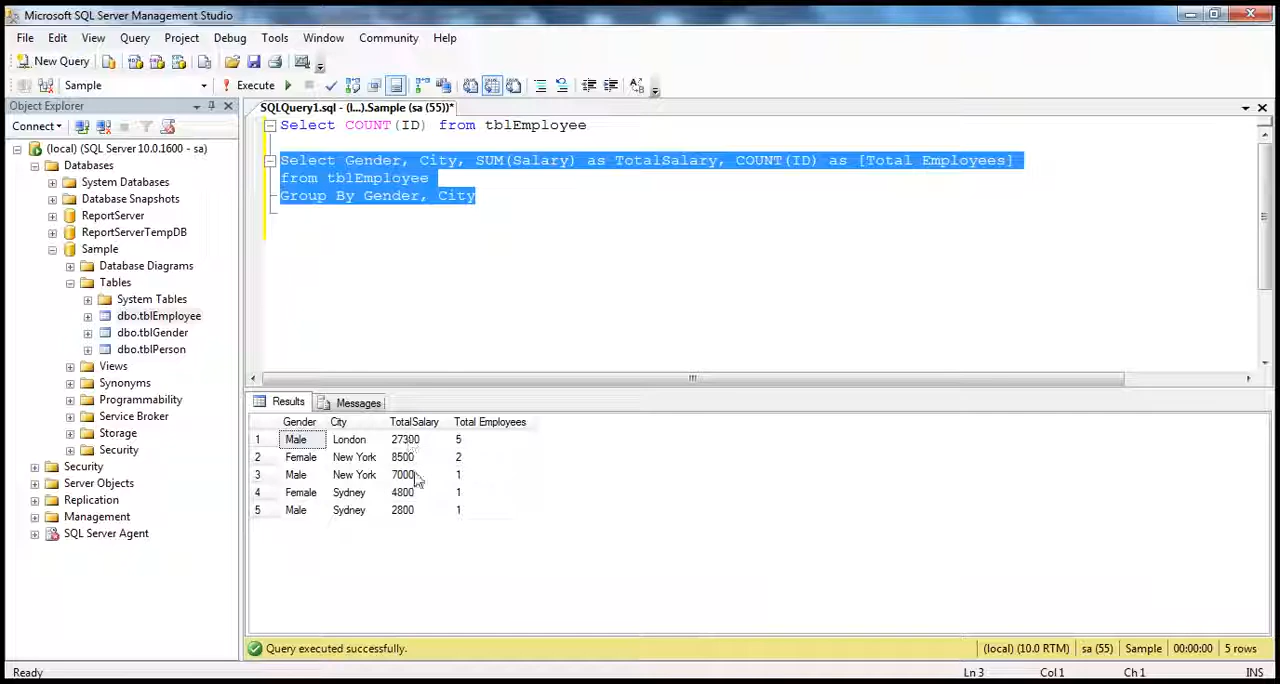 Microsoft SQL Server Management Studio
File Edit View Query Project Debug Tools Window Community Help
New Query
Sample Execute
Object Explorer
SQLQuery1.sql - (l...).Sample (sa (55))*
Connect
(local) (SQL Server 10.0.1600 - sa)
Databases
System Databases
Database Snapshots
ReportServer
ReportServerTempDB
Sample
Database Diagrams
Tables
System Tables
dbo.tblEmployee
dbo.tblGender
dbo.tblPerson
Views
Synonyms
Programmability
Service Broker
Storage
Security
Security
Server Objects
Replication
Management
SQL Server Agent
Select COUNT(ID) from tblEmployee
Select Gender, City, SUM(Salary) as TotalSalary, COUNT(ID) as [Total Employees]
from tblEmployee
Group By Gender, City
Results Messages
Gender City TotalSalary Total Employees
1 Male London 27300 5
2 Female New York 8500 2
3 Male New York 7000 1
4 Female Sydney 4800 1
5 Male Sydney 2800 1
Query executed successfully. (local) (10.0 RTM) sa (55) Sample 00:00:00 5 rows
Ready Ln 3 Col 1 Ch 1 INS